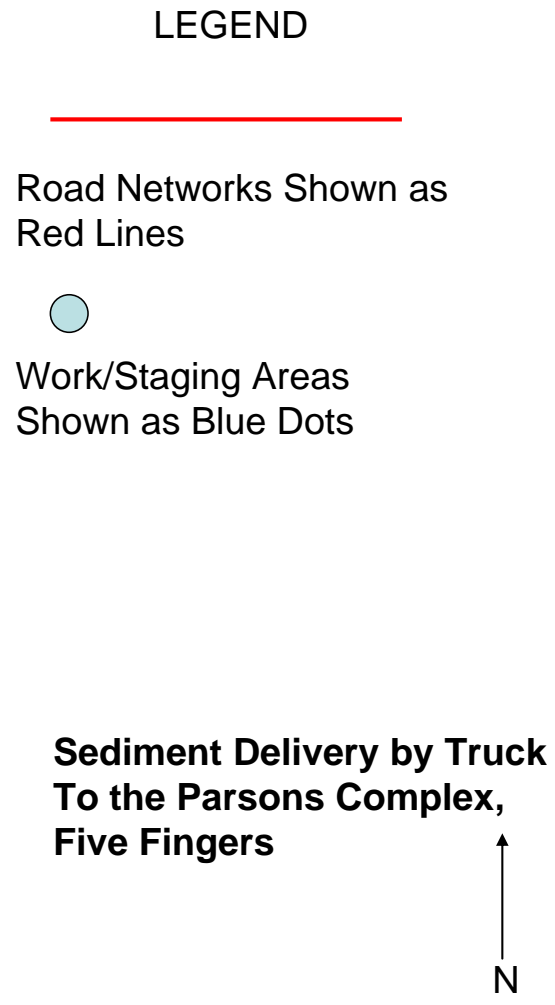 LEGEND
Road Networks Shown as
Red Lines
Work/Staging Areas
Shown as Blue Dots
Sediment Delivery by Truck
To the Parsons Complex,
Five Fingers
N